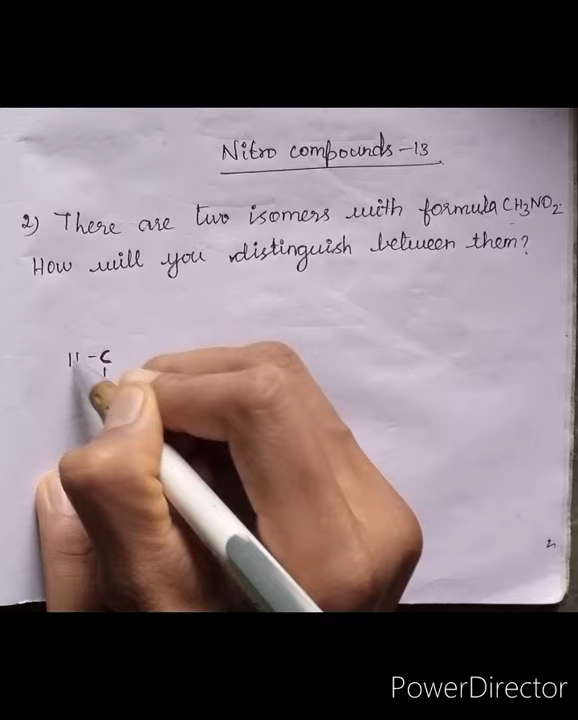 Nitro compounds -13
2) There are two isomers with formula CH3NO2.
How will you distinguish between them?
H - C
PowerDirector